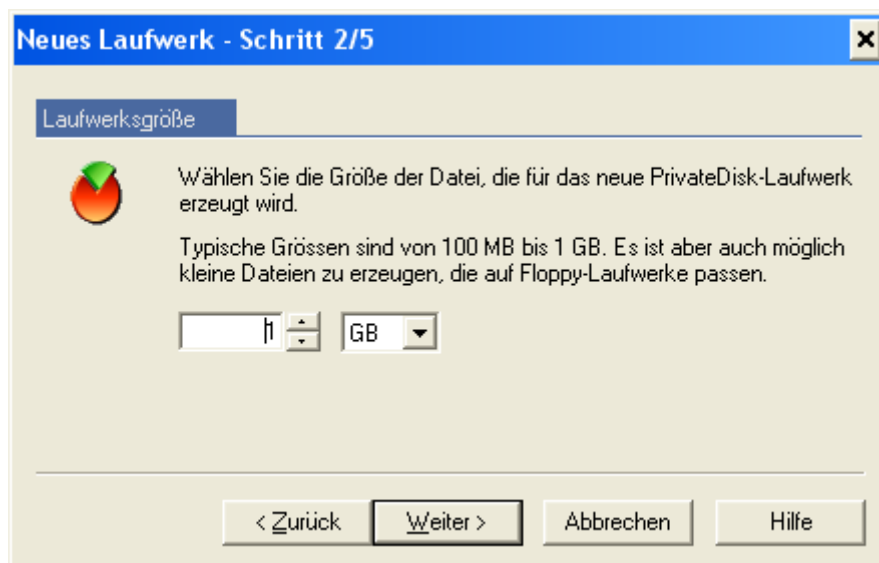 Neues Laufwerk - Schritt 2/5
Laufwerksgröße
Wählen Sie die Größe der Datei, die für das neue PrivateDisk-Laufwerk
erzeugt wird.
Typische Grössen sind von 100 MB bis 1 GB. Es ist aber auch möglich
kleine Dateien zu erzeugen, die auf Floppy-Laufwerke passen.
1 GB
< Zurück Weiter > Abbrechen Hilfe